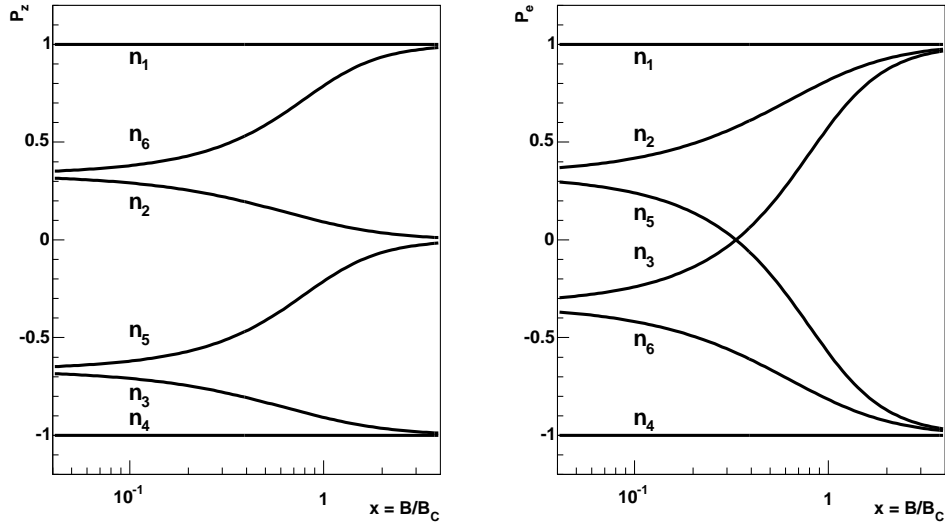 P_z
1
n_1
n_6
0.5
n_2
0
n_5
-0.5
n_3
n_4
-1
10^-1
1
x = B/B_C
P_e
1
n_1
n_2
0.5
n_5
0
n_3
-0.5
n_6
n_4
-1
10^-1
1
x = B/B_C